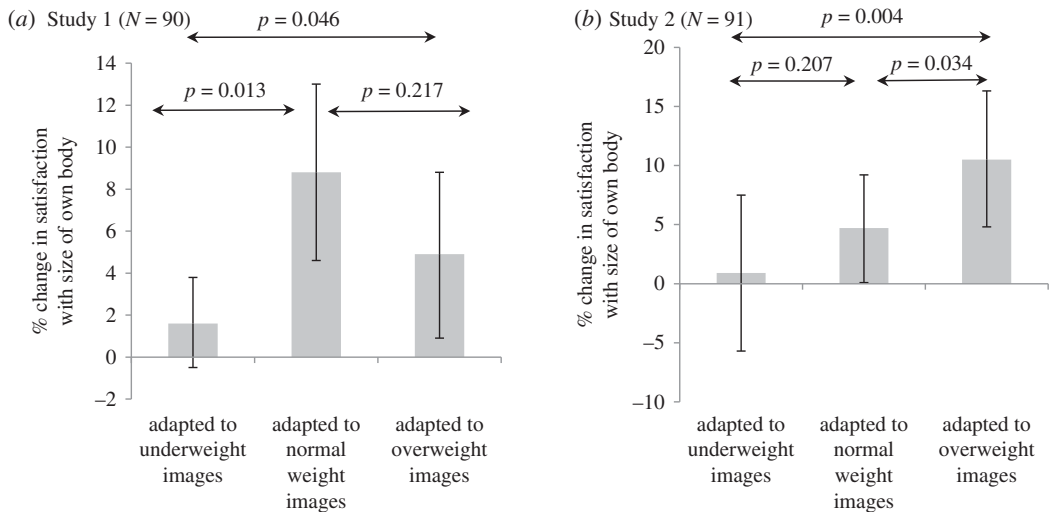 (a) Study 1 (N = 90)
p = 0.046
p = 0.013
p = 0.217
14
12
10
8
6
4
2
0
–2
% change in satisfaction
with size of own body
adapted to
underweight
images
adapted to
normal
weight
images
adapted to
overweight
images
(b) Study 2 (N = 91)
p = 0.004
p = 0.207
p = 0.034
20
15
10
5
0
–5
–10
% change in satisfaction
with size of own body
adapted to
underweight
images
adapted to
normal
weight
images
adapted to
overweight
images